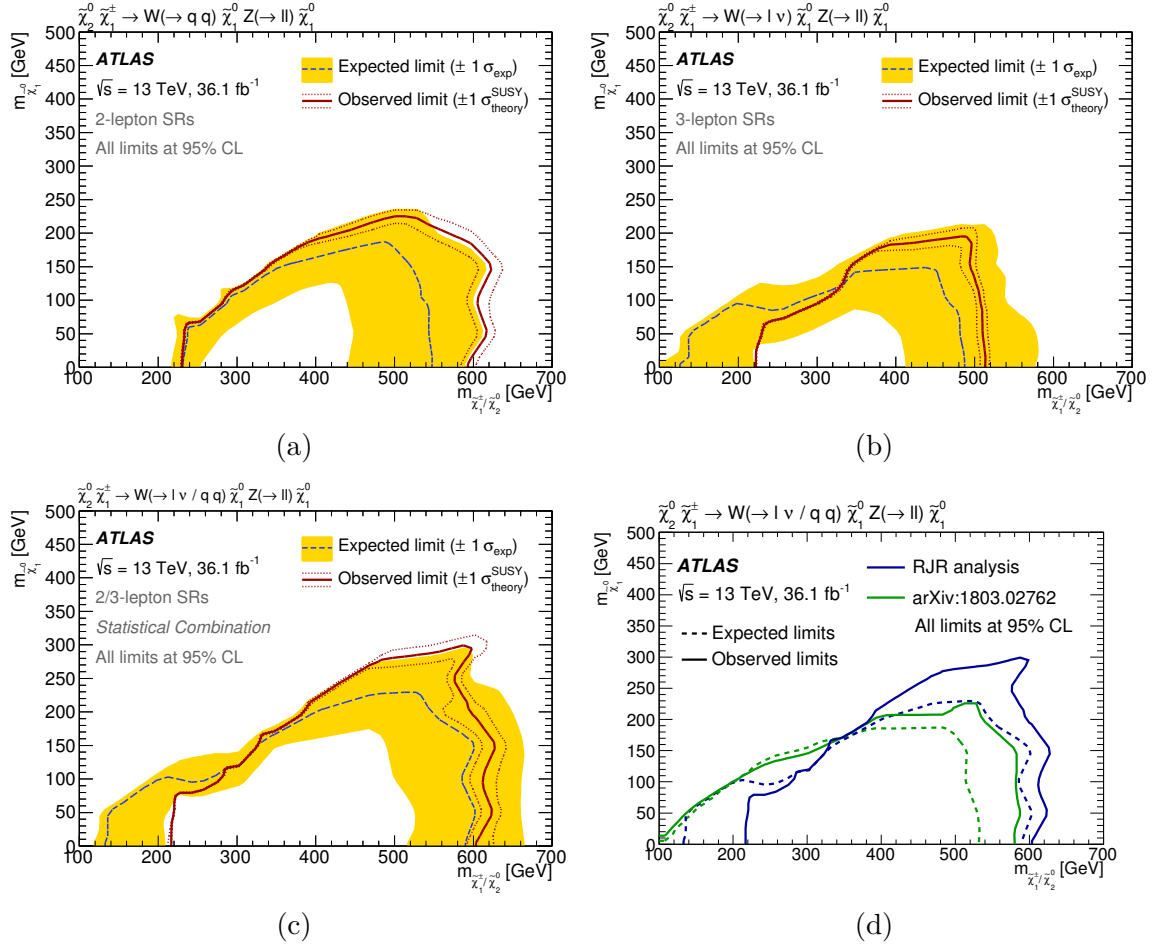 χ̃₂⁰ χ̃₁± → W(→ q q) χ̃₁⁰ Z(→ ll) χ̃₁⁰
m_χ̃₁⁰ [GeV]
500
450
400
350
300
250
200
150
100
50
0
ATLAS
√s = 13 TeV, 36.1 fb⁻¹
2-lepton SRs
All limits at 95% CL
Expected limit (± 1 σ_exp)
Observed limit (±1 σ_theory^SUSY)
100 200 300 400 500 600 700
m_χ̃₁±/χ̃₂⁰ [GeV]
(a)
χ̃₂⁰ χ̃₁± → W(→ l ν) χ̃₁⁰ Z(→ ll) χ̃₁⁰
m_χ̃₁⁰ [GeV]
500
450
400
350
300
250
200
150
100
50
0
ATLAS
√s = 13 TeV, 36.1 fb⁻¹
3-lepton SRs
All limits at 95% CL
Expected limit (± 1 σ_exp)
Observed limit (±1 σ_theory^SUSY)
100 200 300 400 500 600 700
m_χ̃₁±/χ̃₂⁰ [GeV]
(b)
χ̃₂⁰ χ̃₁± → W(→ l ν / q q) χ̃₁⁰ Z(→ ll) χ̃₁⁰
m_χ̃₁⁰ [GeV]
500
450
400
350
300
250
200
150
100
50
0
ATLAS
√s = 13 TeV, 36.1 fb⁻¹
2/3-lepton SRs
Statistical Combination
All limits at 95% CL
Expected limit (± 1 σ_exp)
Observed limit (±1 σ_theory^SUSY)
100 200 300 400 500 600 700
m_χ̃₁±/χ̃₂⁰ [GeV]
(c)
χ̃₂⁰ χ̃₁± → W(→ l ν / q q) χ̃₁⁰ Z(→ ll) χ̃₁⁰
m_χ̃₁⁰ [GeV]
500
450
400
350
300
250
200
150
100
50
0
ATLAS
√s = 13 TeV, 36.1 fb⁻¹
Expected limits
Observed limits
RJR analysis
arXiv:1803.02762
All limits at 95% CL
100 200 300 400 500 600 700
m_χ̃₁±/χ̃₂⁰ [GeV]
(d)